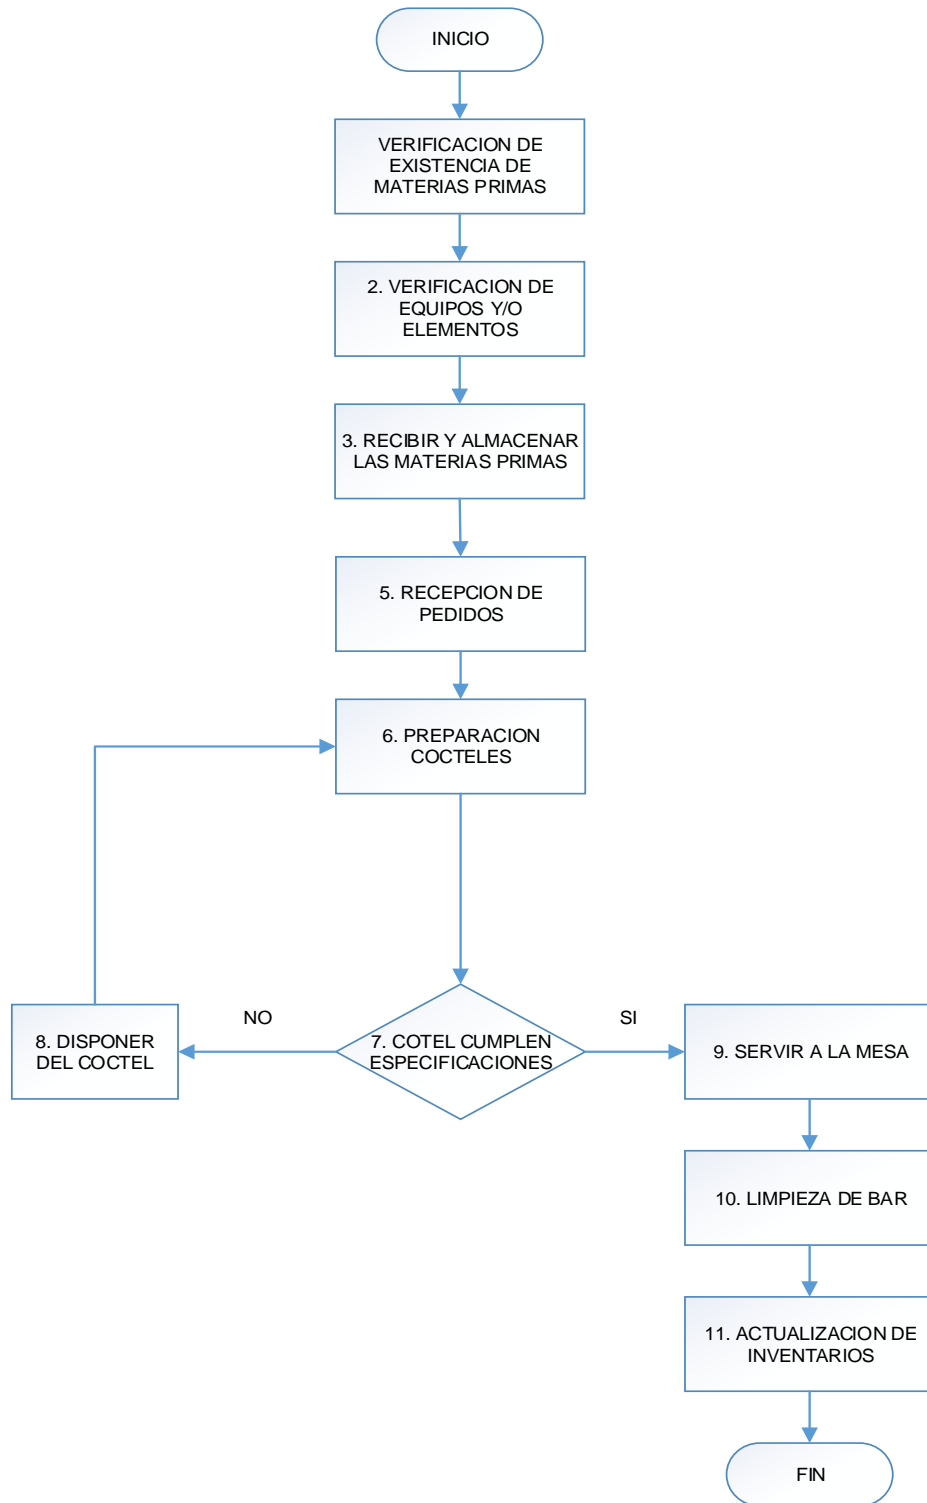 INICIO
VERIFICACION DE
EXISTENCIA DE
MATERIAS PRIMAS
2. VERIFICACION DE
EQUIPOS Y/O
ELEMENTOS
3. RECIBIR Y ALMACENAR
LAS MATERIAS PRIMAS
5. RECEPCION DE
PEDIDOS
6. PREPARACION
COCTELES
NO
SI
8. DISPONER
DEL COCTEL
7. COTEL CUMPLEN
ESPECIFICACIONES
9. SERVIR A LA MESA
10. LIMPIEZA DE BAR
11. ACTUALIZACION DE
INVENTARIOS
FIN